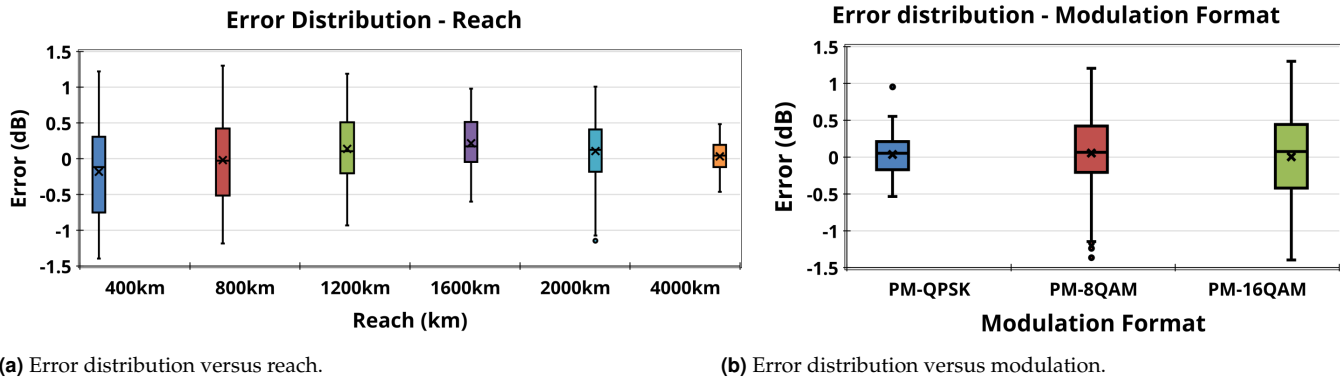 Error Distribution - Reach
1.5
1
0.5
0
-0.5
-1
-1.5
Error (dB)
400km 800km 1200km 1600km 2000km 4000km
Reach (km)
(a) Error distribution versus reach.
Error distribution - Modulation Format
1.5
1
0.5
0
-0.5
-1
-1.5
Error (dB)
PM-QPSK PM-8QAM PM-16QAM
Modulation Format
(b) Error distribution versus modulation.